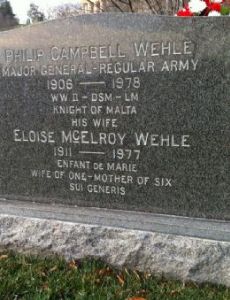 PHILIP CAMPBELL WEHLE
MAJOR GENERAL - REGULAR ARMY
1906 - 1978
WW II - DSM - LM
KNIGHT OF MALTA
HIS WIFE
ELOISE McELROY WEHLE
1911 - 1977
ENFANT DE MARIE
WIFE OF ONE - MOTHER OF SIX
SUI GENERIS